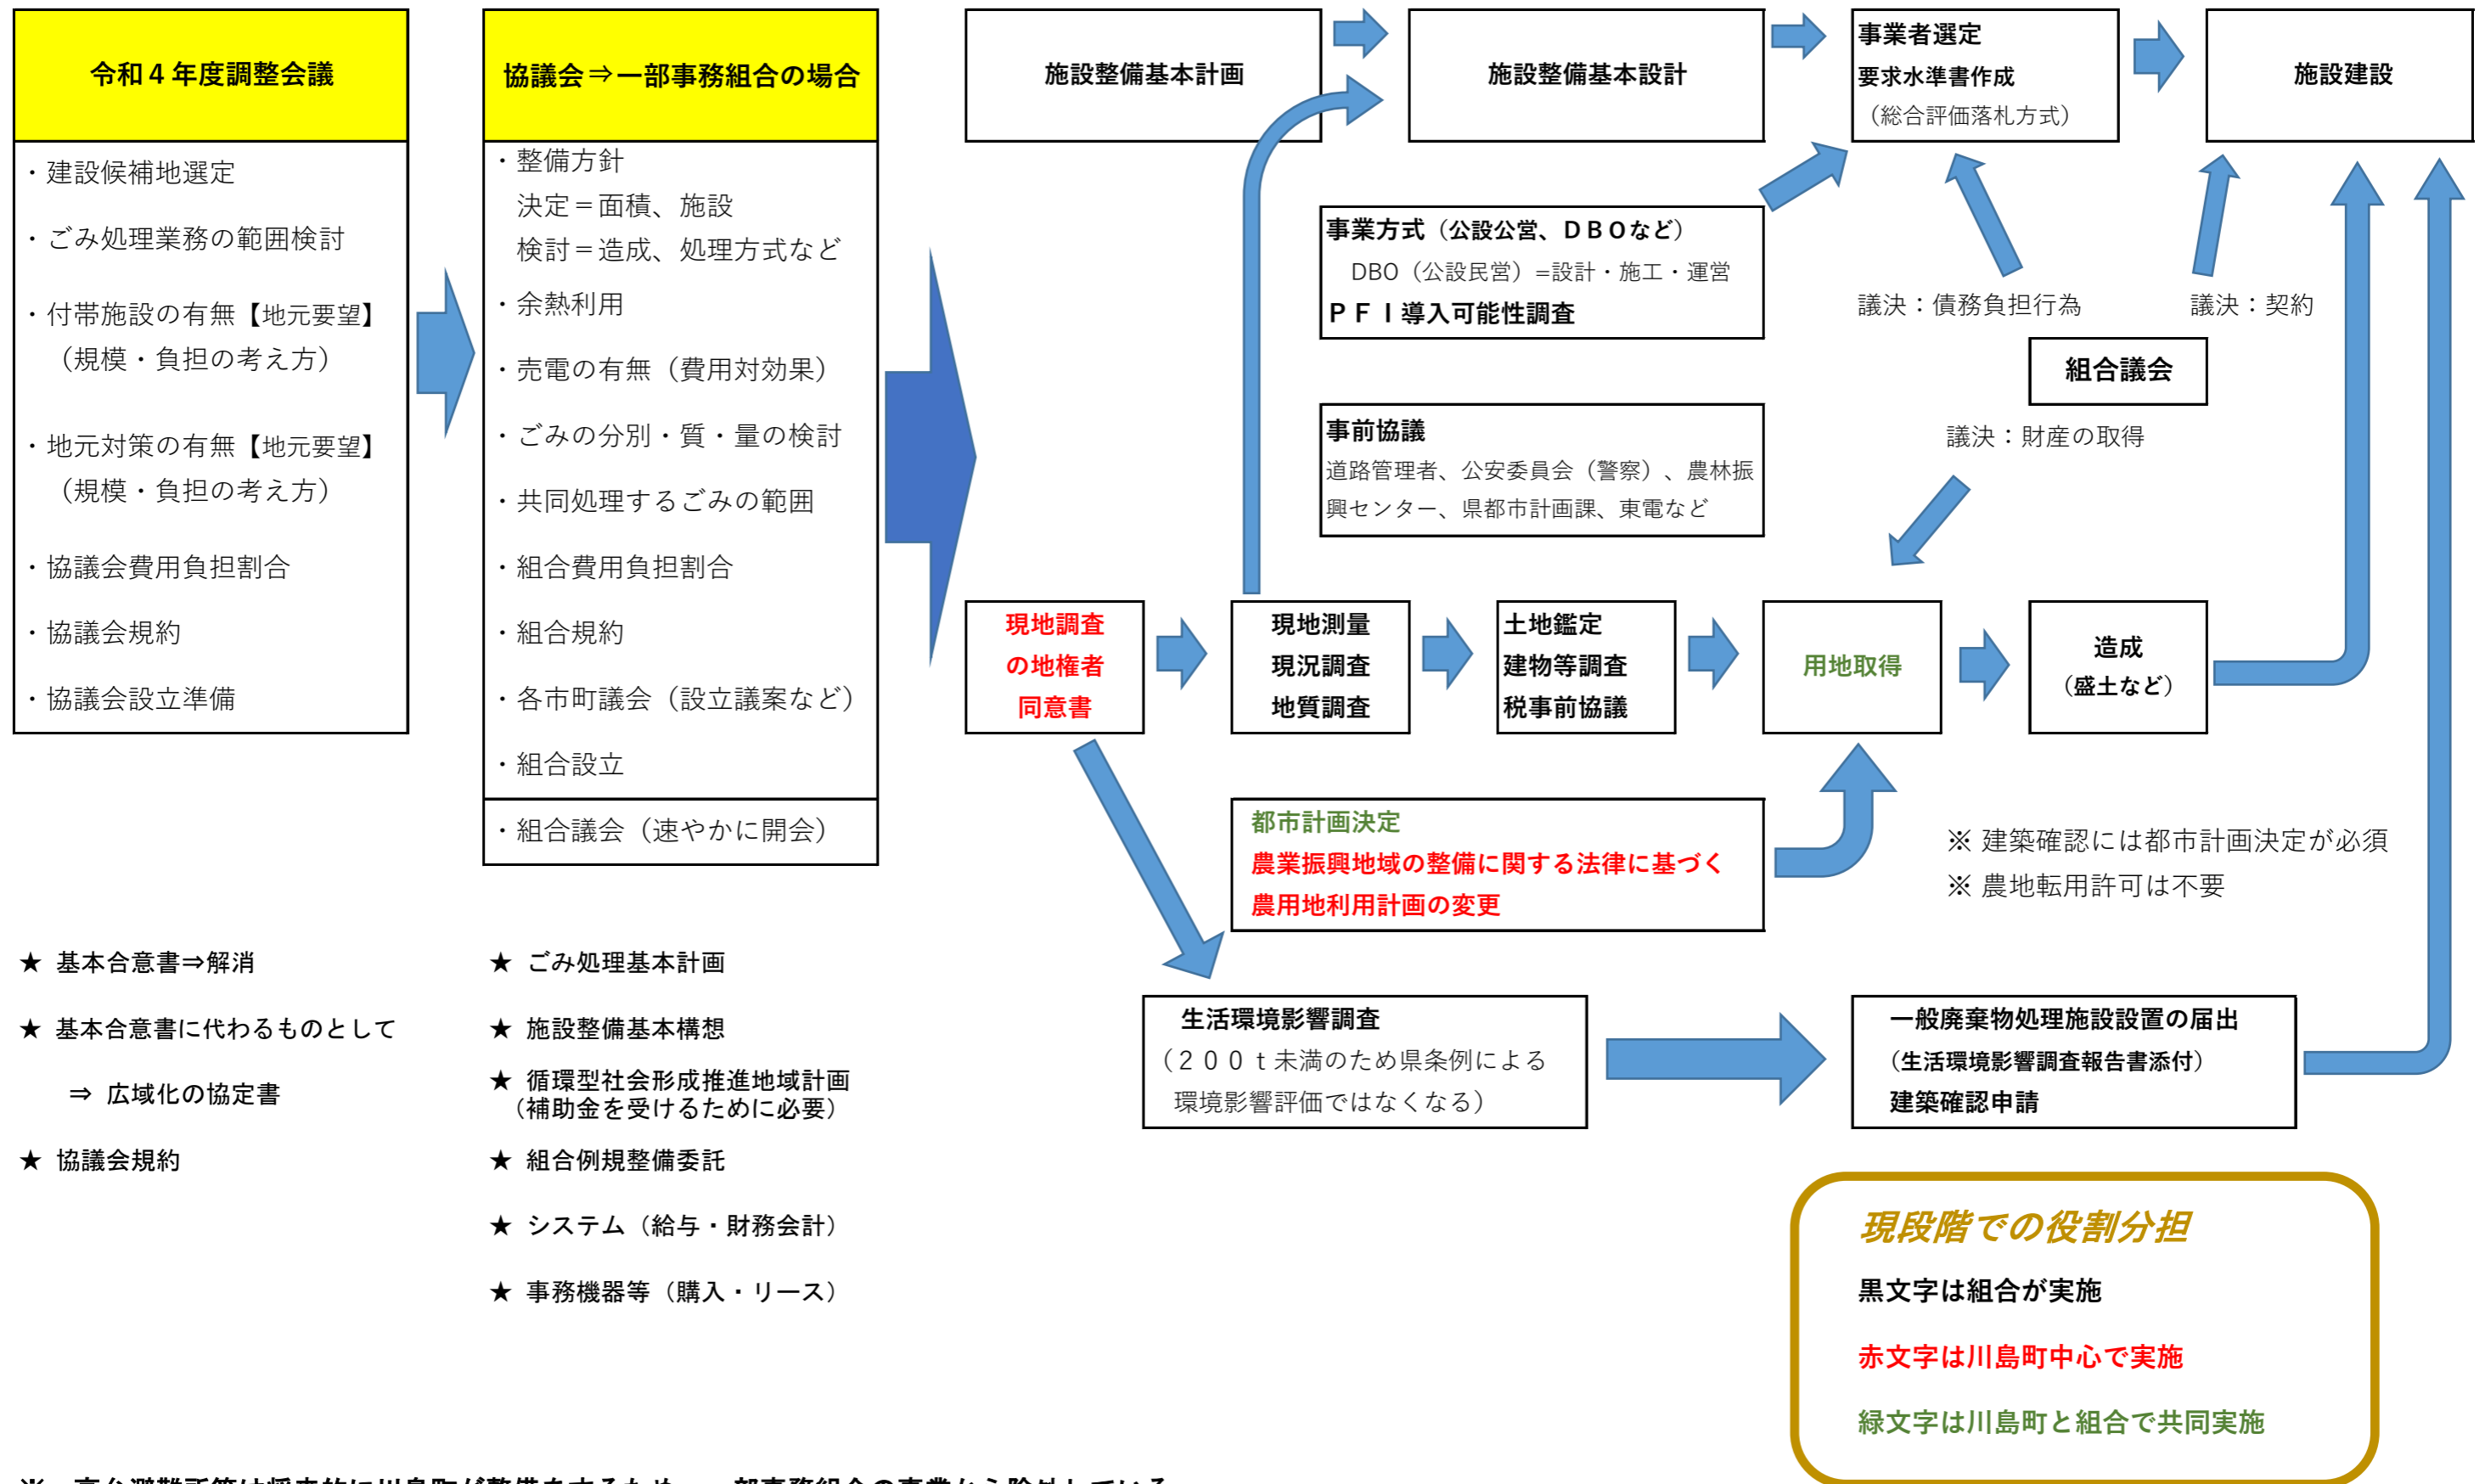 令和４年度調整会議
・建設候補地選定
・ごみ処理業務の範囲検討
・付帯施設の有無【地元要望】
（規模・負担の考え方）
・地元対策の有無【地元要望】
（規模・負担の考え方）
・協議会費用負担割合
・協議会規約
・協議会設立準備
★ 基本合意書⇒解消
★ 基本合意書に代わるものとして
⇒ 広域化の協定書
★ 協議会規約
協議会⇒一部事務組合の場合
・整備方針
決定＝面積、施設
検討＝造成、処理方式など
・余熱利用
・売電の有無（費用対効果）
・ごみの分別・質・量の検討
・共同処理するごみの範囲
・組合費用負担割合
・組合規約
・各市町議会（設立議案など）
・組合設立
・組合議会（速やかに開会）
★ ごみ処理基本計画
★ 施設整備基本構想
★ 循環型社会形成推進地域計画
（補助金を受けるために必要）
★ 組合例規整備委託
★ システム（給与・財務会計）
★ 事務機器等（購入・リース）
施設整備基本計画
施設整備基本設計
事業者選定
要求水準書作成
（総合評価落札方式）
施設建設
事業方式（公設公営、ＤＢＯなど）
DBO（公設民営）=設計・施工・運営
ＰＦＩ導入可能性調査
議決：債務負担行為
議決：契約
組合議会
議決：財産の取得
事前協議
道路管理者、公安委員会（警察）、農林振
興センター、県都市計画課、東電など
現地調査
の地権者
同意書
現地測量
現況調査
地質調査
土地鑑定
建物等調査
税事前協議
用地取得
造成
（盛土など）
都市計画決定
農業振興地域の整備に関する法律に基づく
農用地利用計画の変更
※ 建築確認には都市計画決定が必須
※ 農地転用許可は不要
生活環境影響調査
（２００ｔ未満のため県条例による
環境影響評価ではなくなる）
一般廃棄物処理施設設置の届出
（生活環境影響調査報告書添付）
建築確認申請
現段階での役割分担
黒文字は組合が実施
赤文字は川島町中心で実施
緑文字は川島町と組合で共同実施